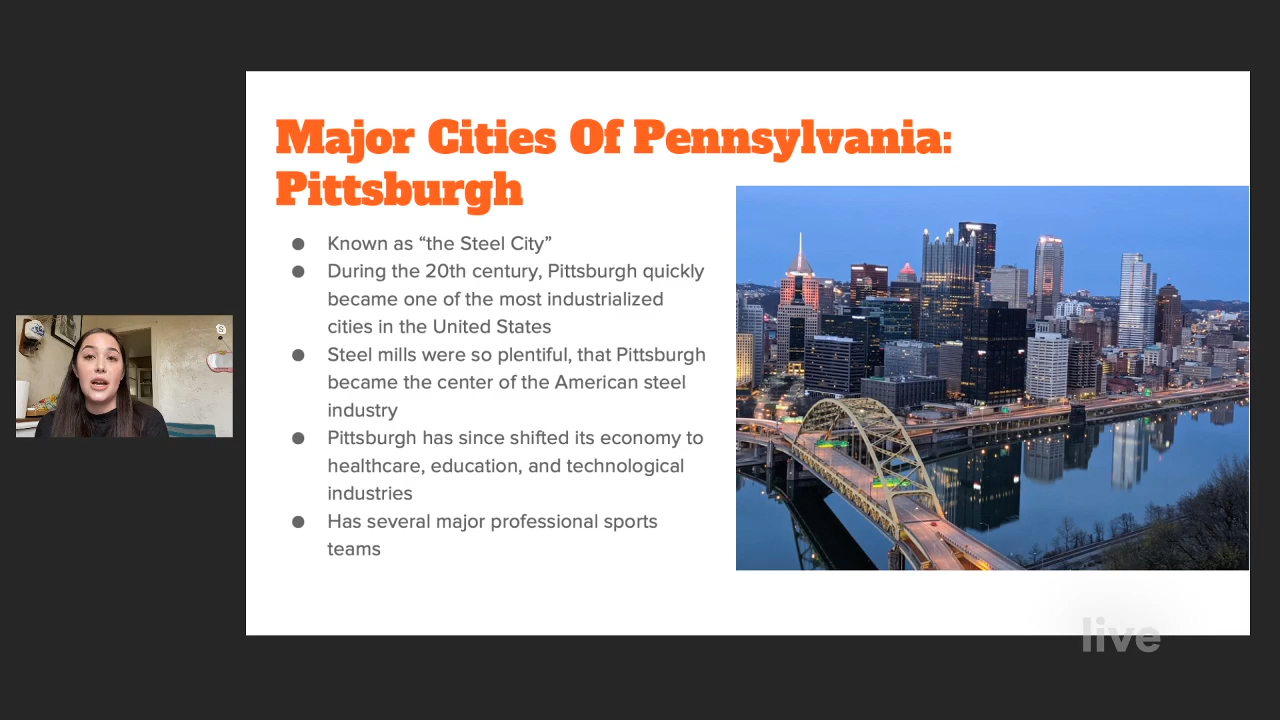 Major Cities Of Pennsylvania:
Pittsburgh
● Known as “the Steel City”
● During the 20th century, Pittsburgh quickly
became one of the most industrialized
cities in the United States
● Steel mills were so plentiful, that Pittsburgh
became the center of the American steel
industry
● Pittsburgh has since shifted its economy to
healthcare, education, and technological
industries
● Has several major professional sports
teams
live